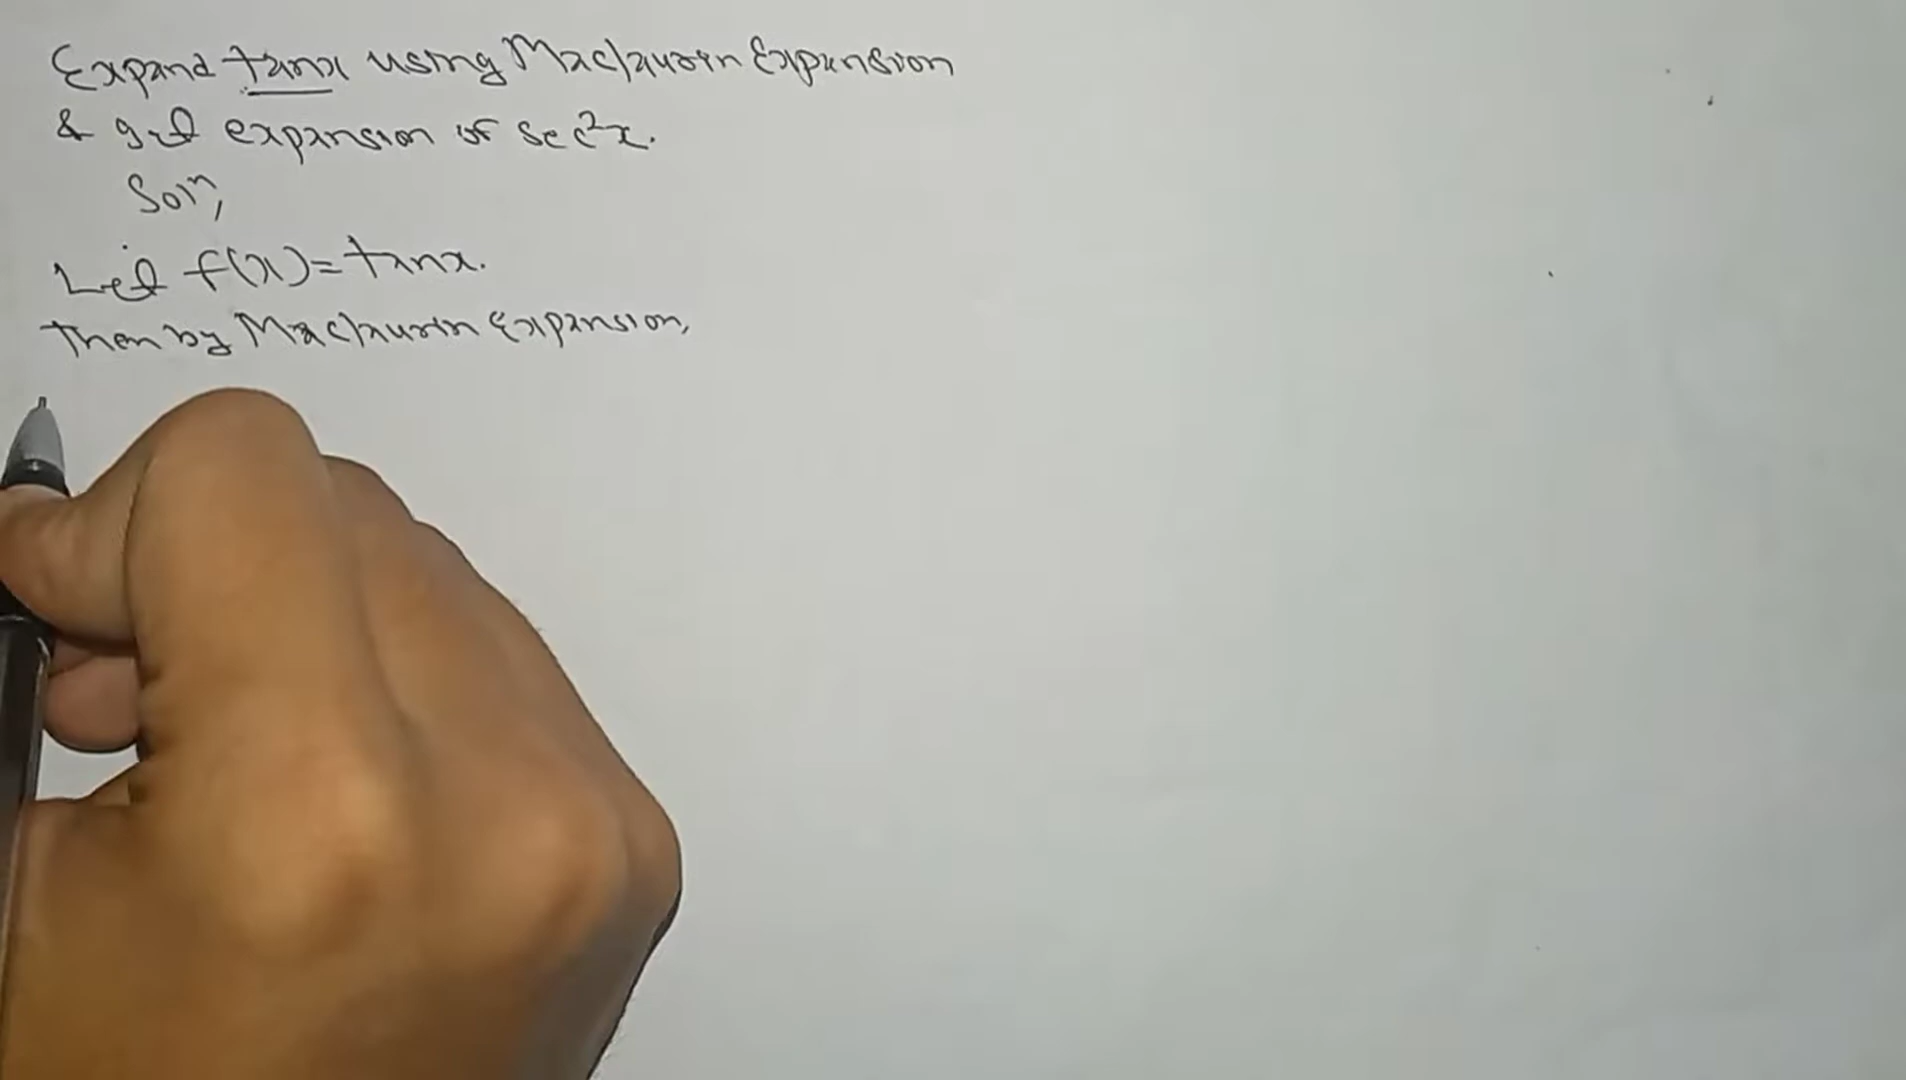 Expand tanx using Maclaurin Expansion
& get expansion of sec²x.
Solⁿ,
Let f(x)=tanx.
Then by Maclaurin Expansion,